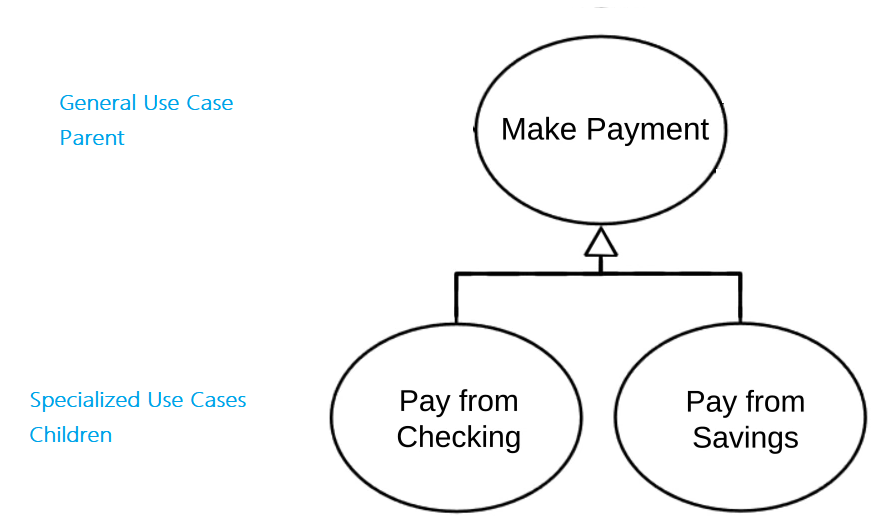 General Use Case
Parent
Make Payment
Specialized Use Cases
Children
Pay from
Checking
Pay from
Savings